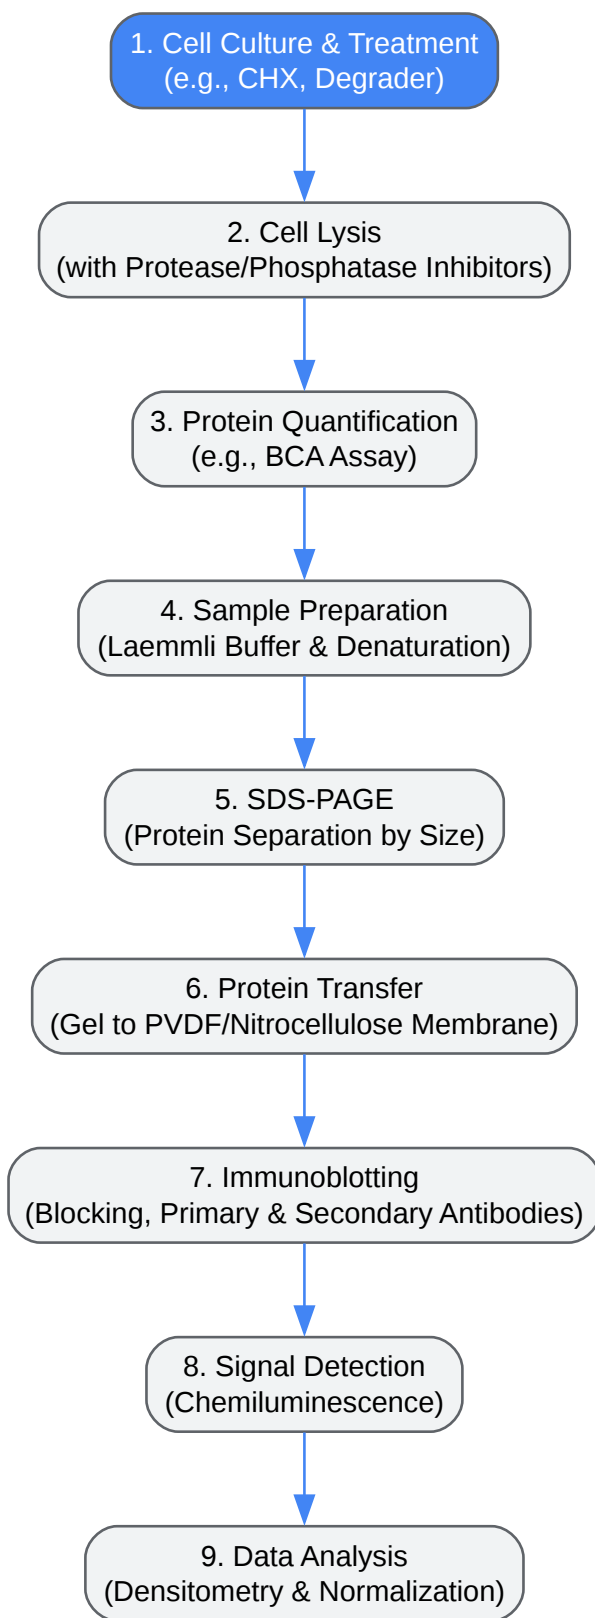 1. Cell Culture & Treatment
(e.g., CHX, Degrader)
2. Cell Lysis
(with Protease/Phosphatase Inhibitors)
3. Protein Quantification
(e.g., BCA Assay)
4. Sample Preparation
(Laemmli Buffer & Denaturation)
5. SDS-PAGE
(Protein Separation by Size)
6. Protein Transfer
(Gel to PVDF/Nitrocellulose Membrane)
7. Immunoblotting
(Blocking, Primary & Secondary Antibodies)
8. Signal Detection
(Chemiluminescence)
9. Data Analysis
(Densitometry & Normalization)